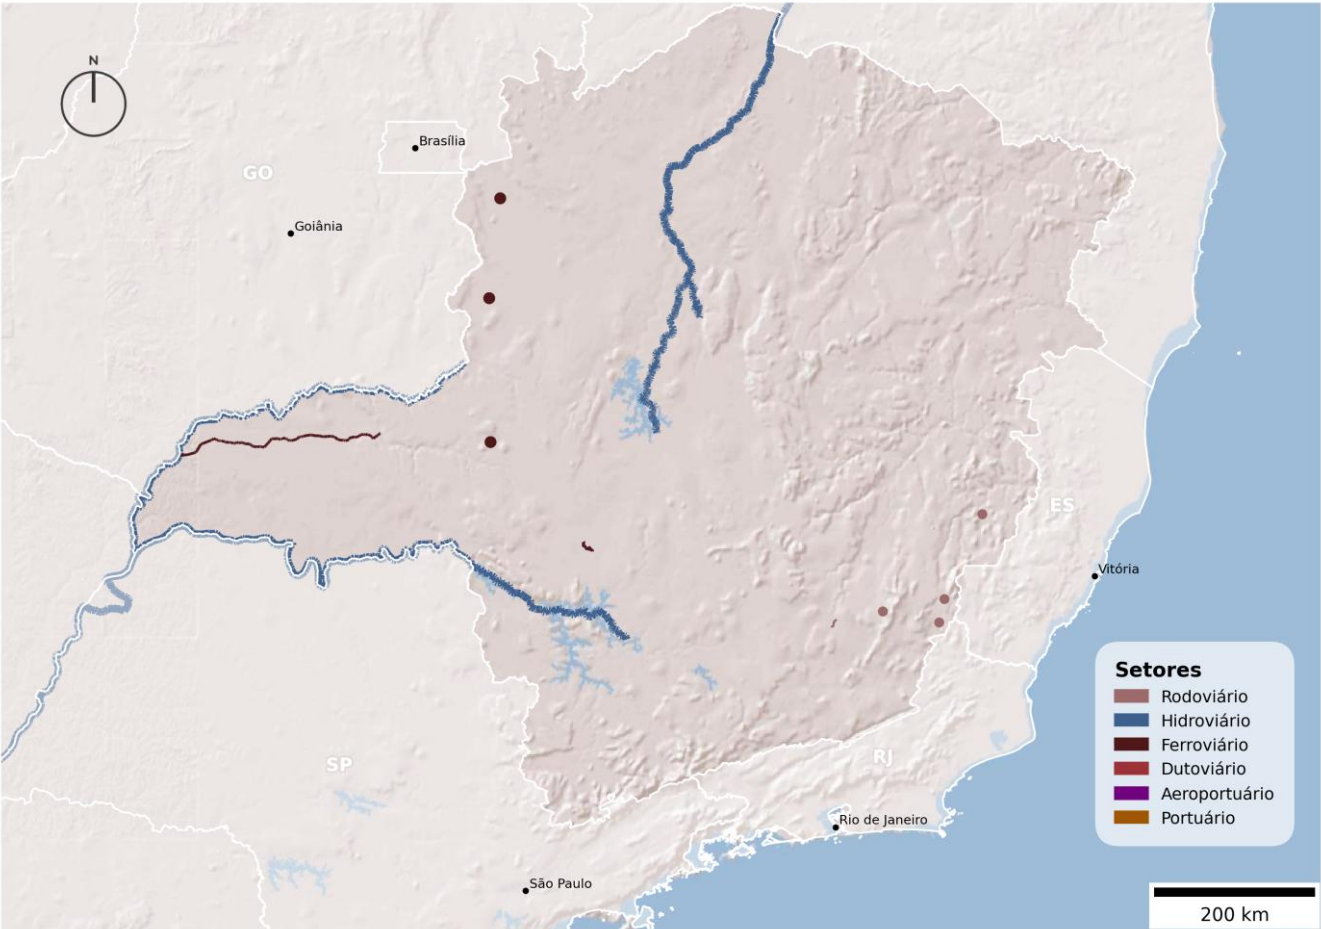 N
Brasília
GO
Goiânia
ES
Vitória
Setores
Rodoviário
Hidroviário
Ferroviário
Dutoviário
Aeroportuário
Portuário
SP
RJ
Rio de Janeiro
São Paulo
200 km